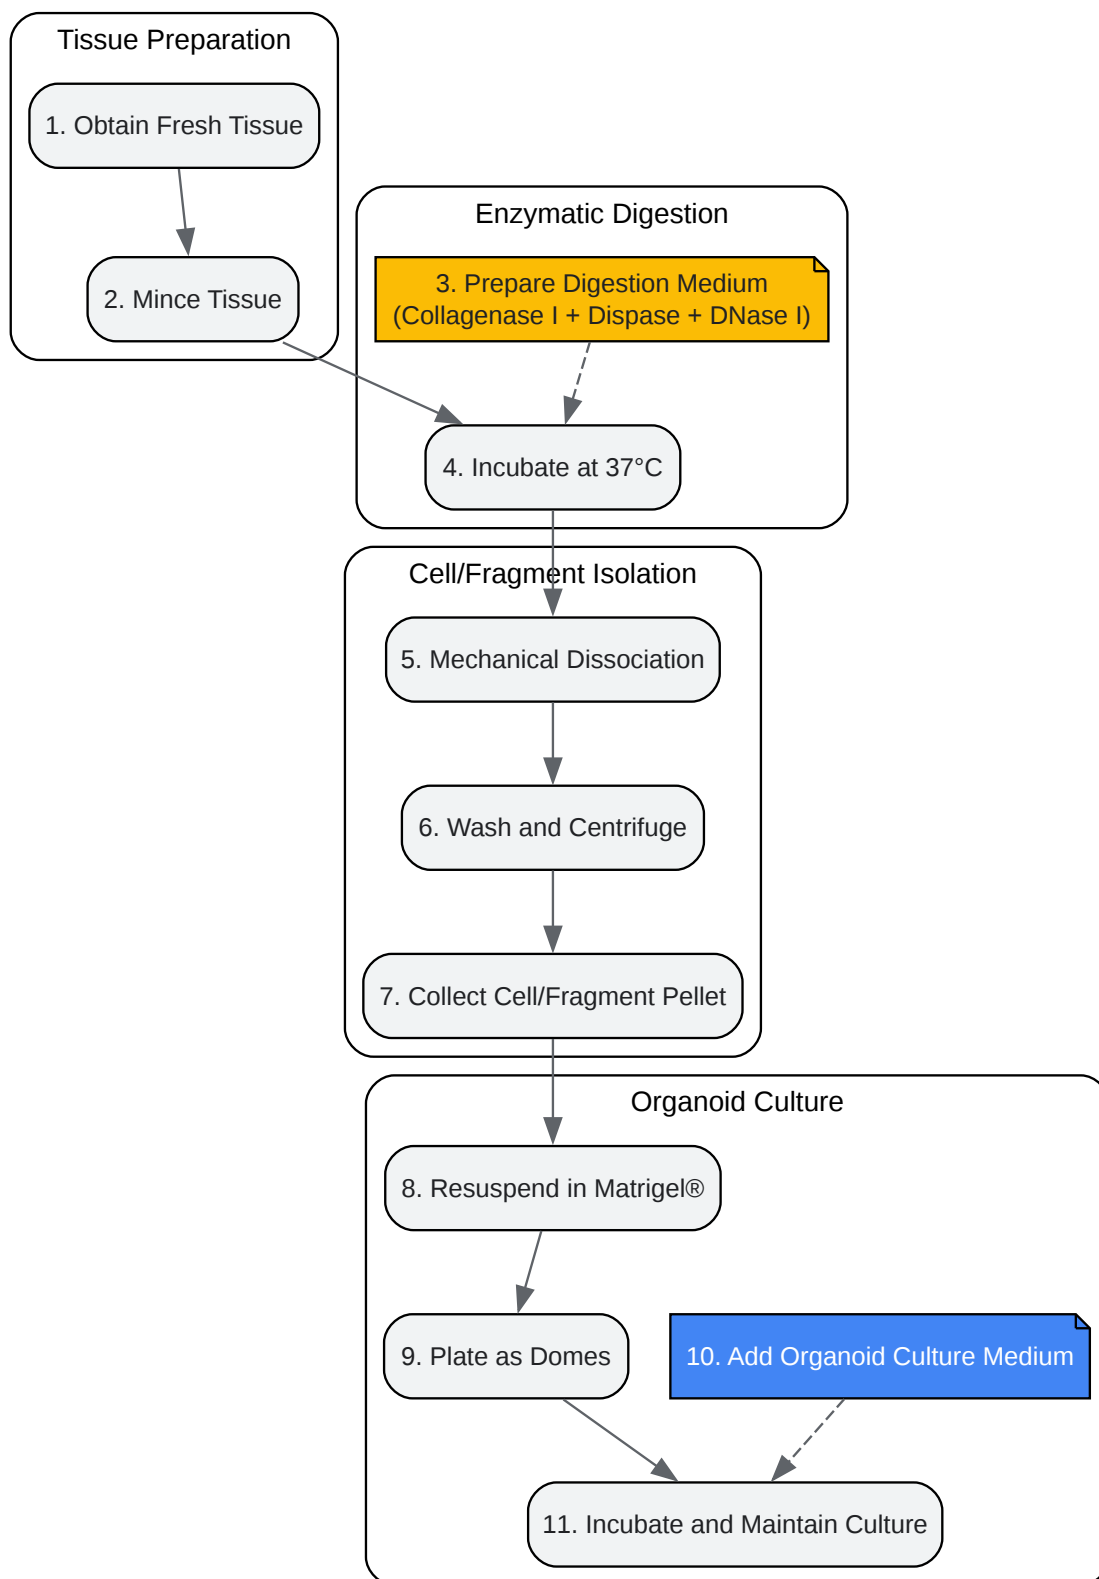 Tissue Preparation
1. Obtain Fresh Tissue
2. Mince Tissue
Enzymatic Digestion
3. Prepare Digestion Medium
(Collagenase I + Dispase + DNase I)
4. Incubate at 37°C
Cell/Fragment Isolation
5. Mechanical Dissociation
6. Wash and Centrifuge
7. Collect Cell/Fragment Pellet
Organoid Culture
8. Resuspend in Matrigel®
9. Plate as Domes
10. Add Organoid Culture Medium
11. Incubate and Maintain Culture